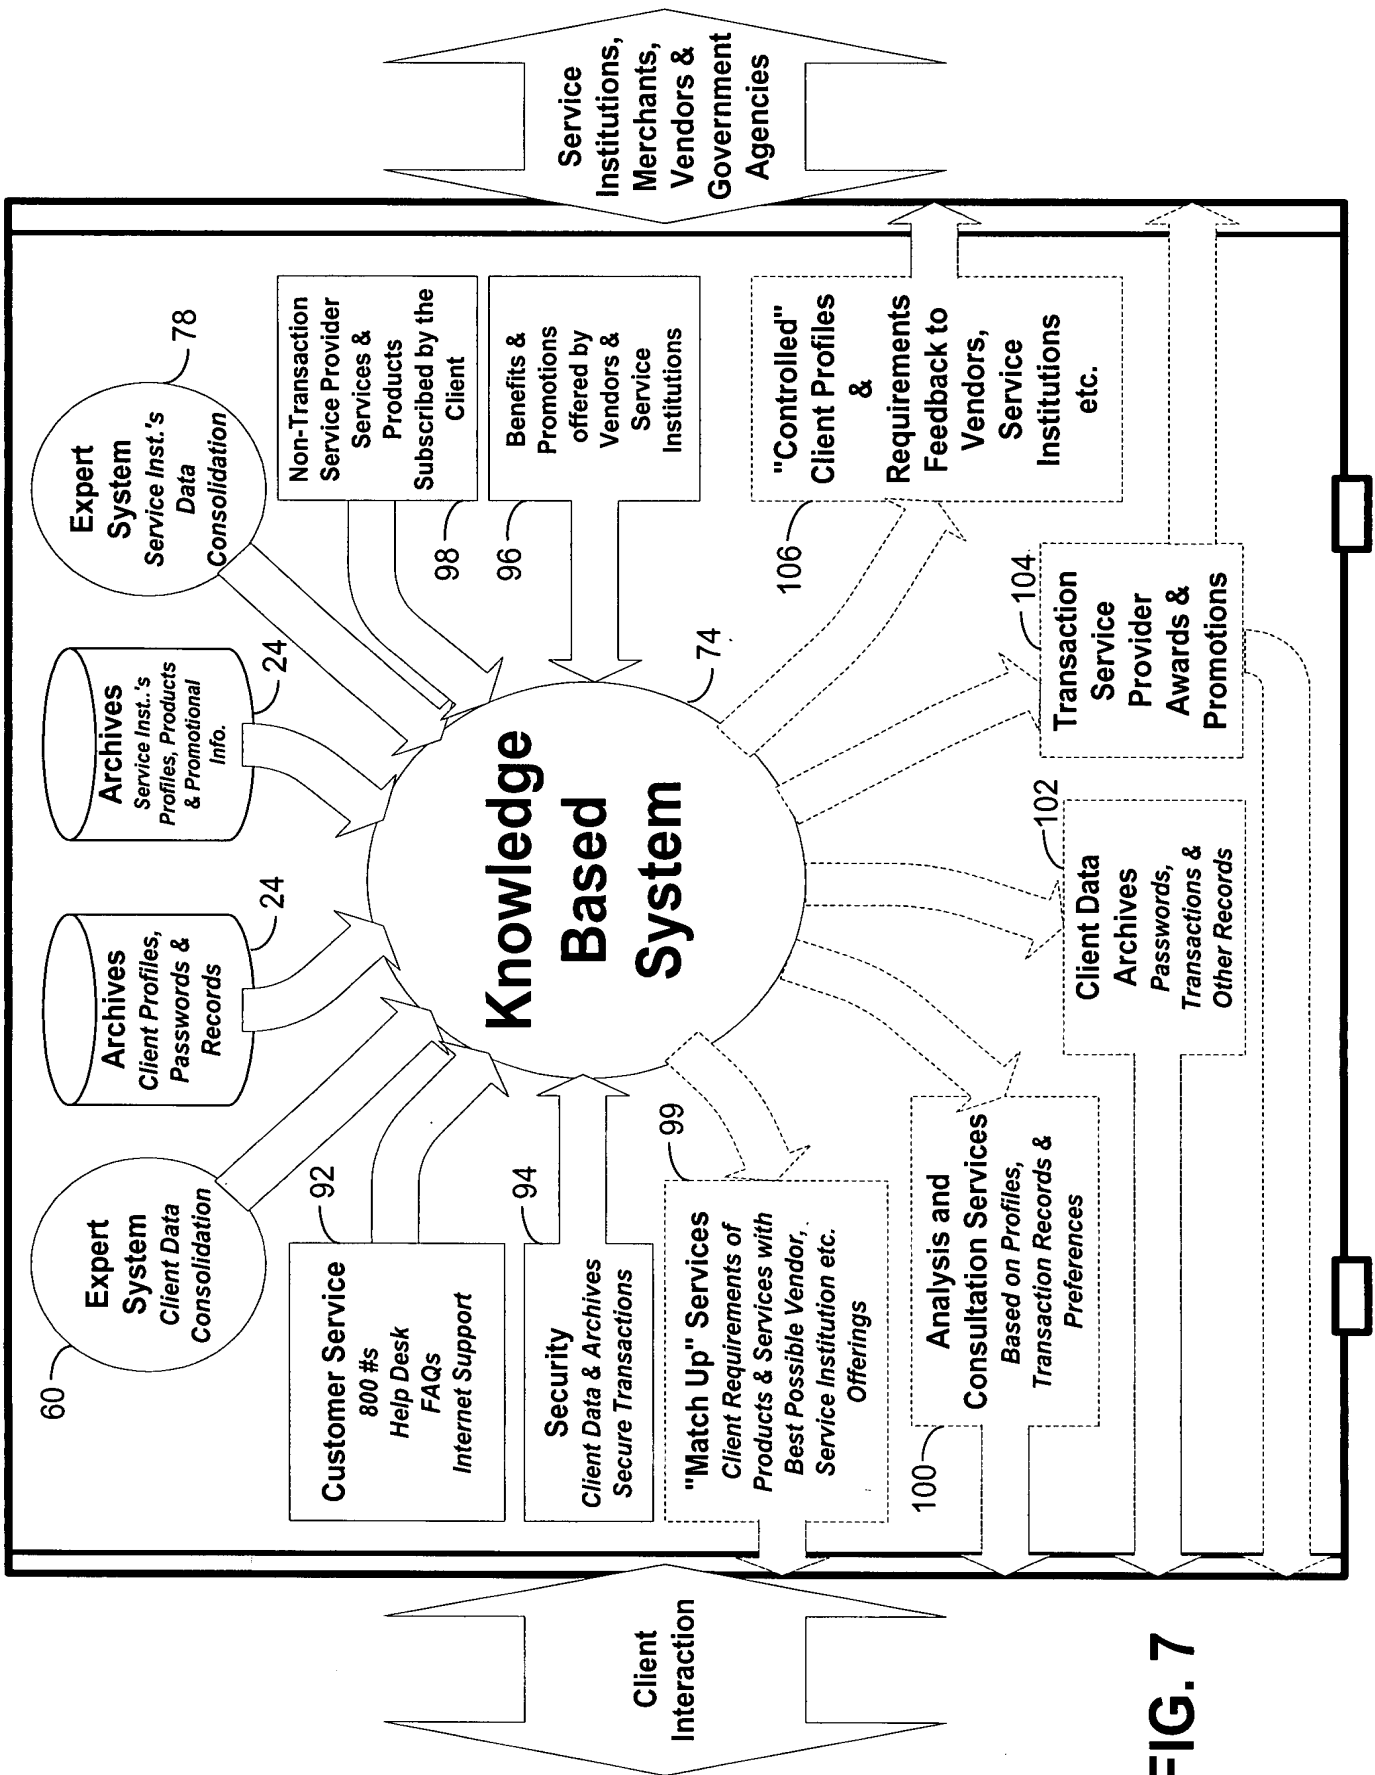 Client
Interaction
60
Expert
System
Client Data
Consolidation
Archives
Client Profiles,
Passwords &
Records
24
Archives
Service Inst..'s
Profiles, Products
& Promotional
Info.
24
Expert
System
Service Inst.'s
Data
Consolidation
78
Customer Service
800 #s
Help Desk
FAQs
Internet Support
92
Security
Client Data & Archives
Secure Transactions
94
Knowledge
Based
System
74
Non-Transaction
Service Provider
Services &
Products
Subscribed by the
Client
98
Benefits &
Promotions
offered by
Vendors &
Service
Institutions
96
"Match Up" Services
Client Requirements of
Products & Services with
Best Possible Vendor,
Service Institution etc.
Offerings
99
Analysis and
Consultation Services
Based on Profiles,
Transaction Records &
Preferences
100
Client Data
Archives
Passwords,
Transactions &
Other Records
102
Transaction
Service
Provider
Awards &
Promotions
104
"Controlled"
Client Profiles
&
Requirements
Feedback to
Vendors,
Service
Institutions
etc.
106
Service
Institutions,
Merchants,
Vendors &
Government
Agencies
FIG. 7